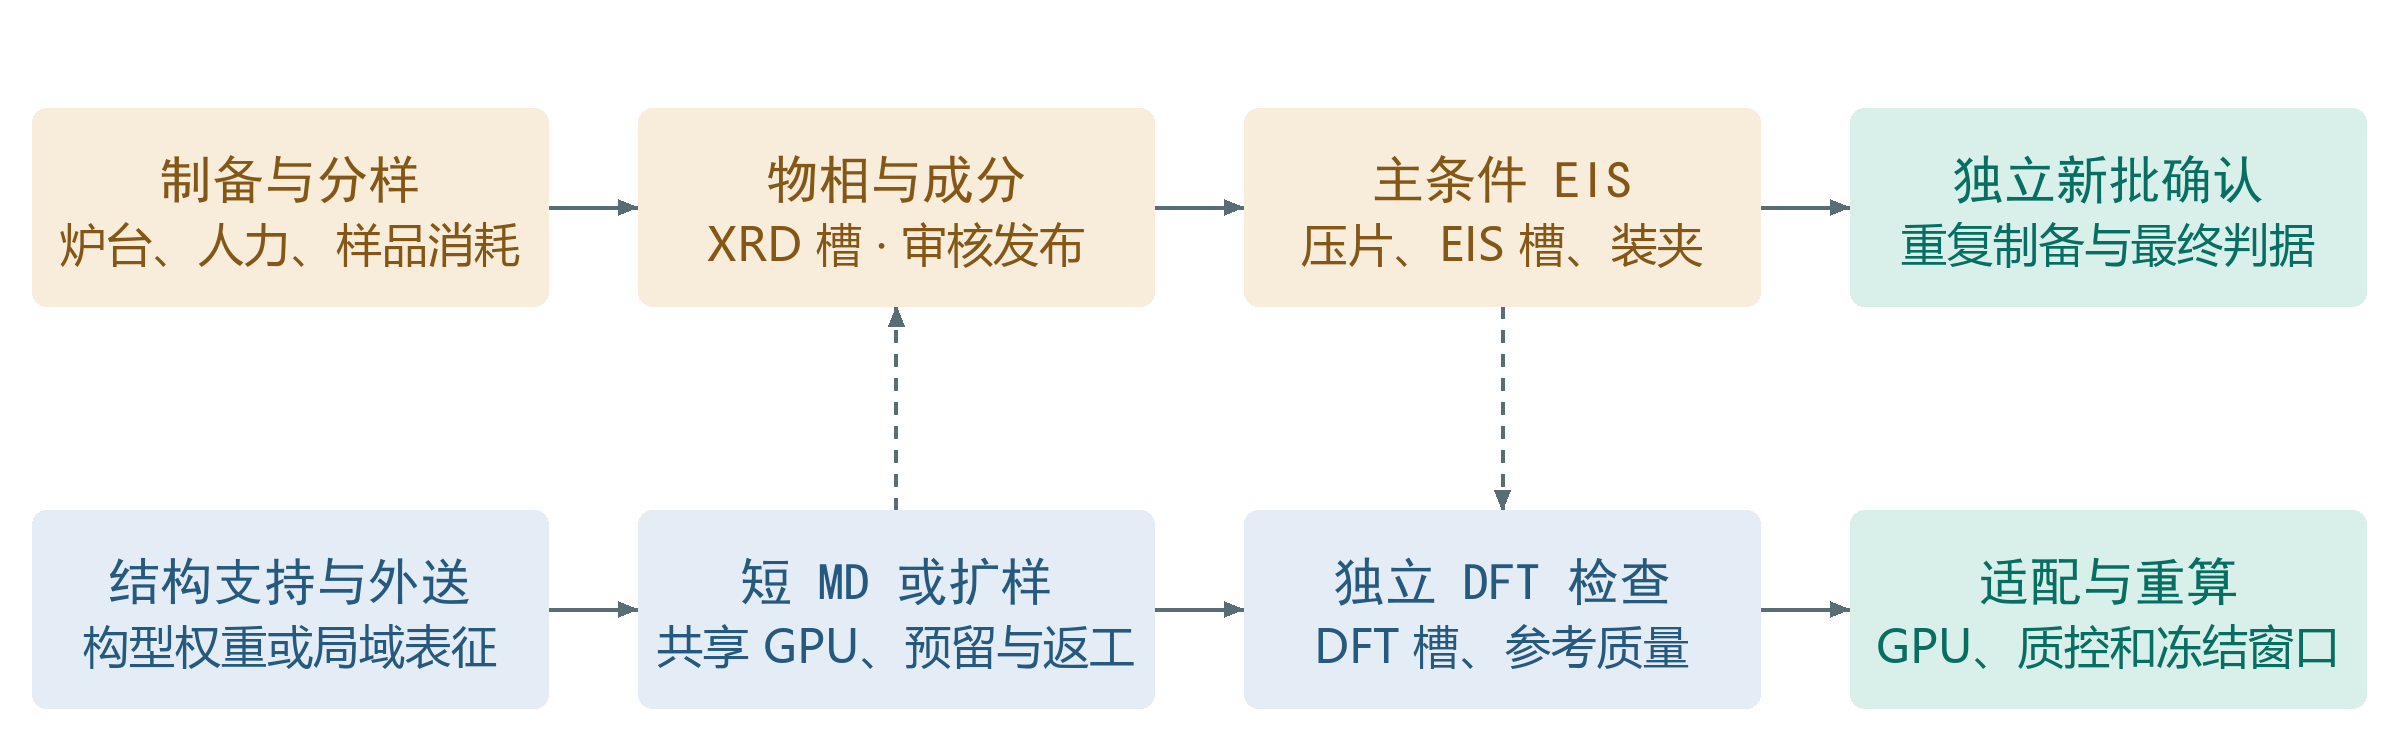 制备与分样
炉台、人力、样品消耗
物相与成分
XRD 槽 · 审核发布
主条件 EIS
压片、EIS 槽、装夹
独立新批确认
重复制备与最终判据
结构支持与外送
构型权重或局域表征
短 MD 或扩样
共享 GPU、预留与返工
独立 DFT 检查
DFT 槽、参考质量
适配与重算
GPU、质控和冻结窗口